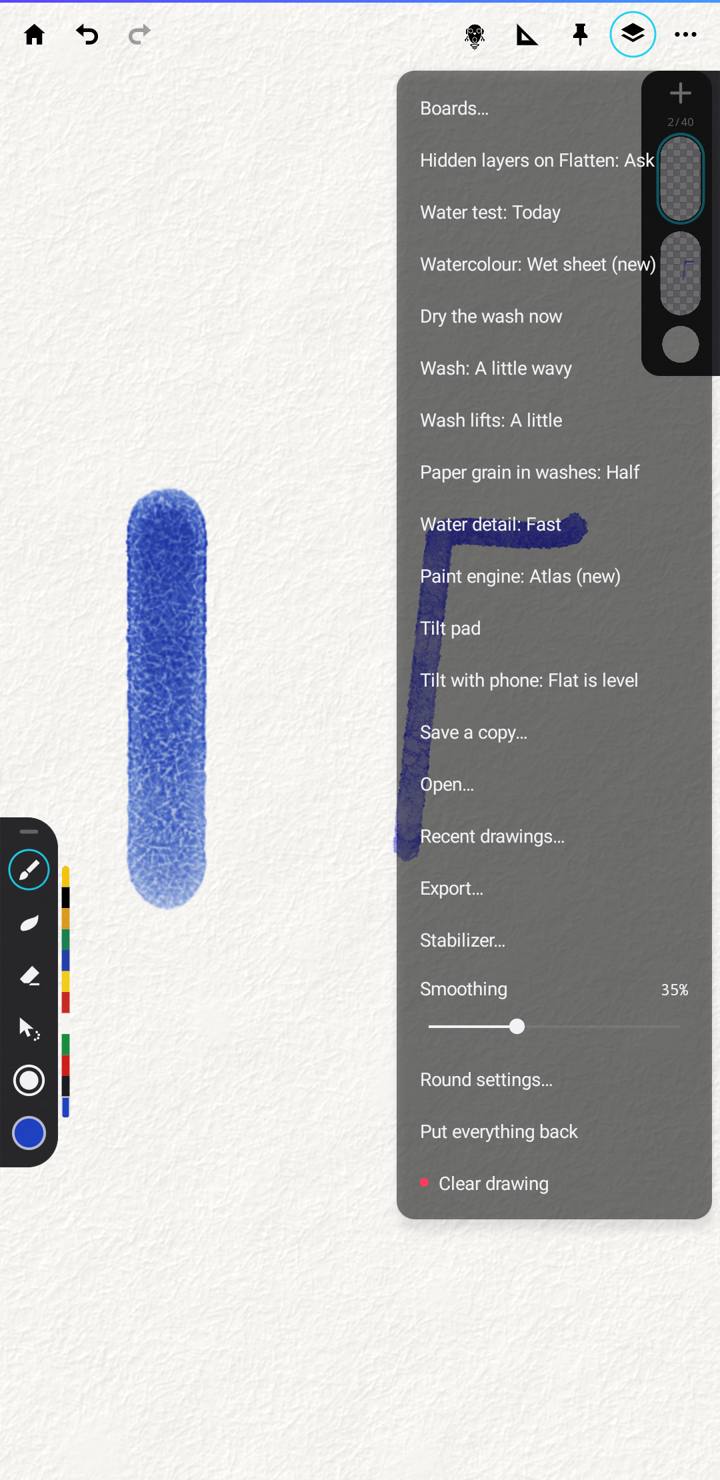 2/40
Boards...
Hidden layers on Flatten: Ask
Water test: Today
Watercolour: Wet sheet (new)
Dry the wash now
Wash: A little wavy
Wash lifts: A little
Paper grain in washes: Half
Water detail: Fast
Paint engine: Atlas (new)
Tilt pad
Tilt with phone: Flat is level
Save a copy...
Open...
Recent drawings...
Export...
Stabilizer...
Smoothing 35%
Round settings...
Put everything back
Clear drawing